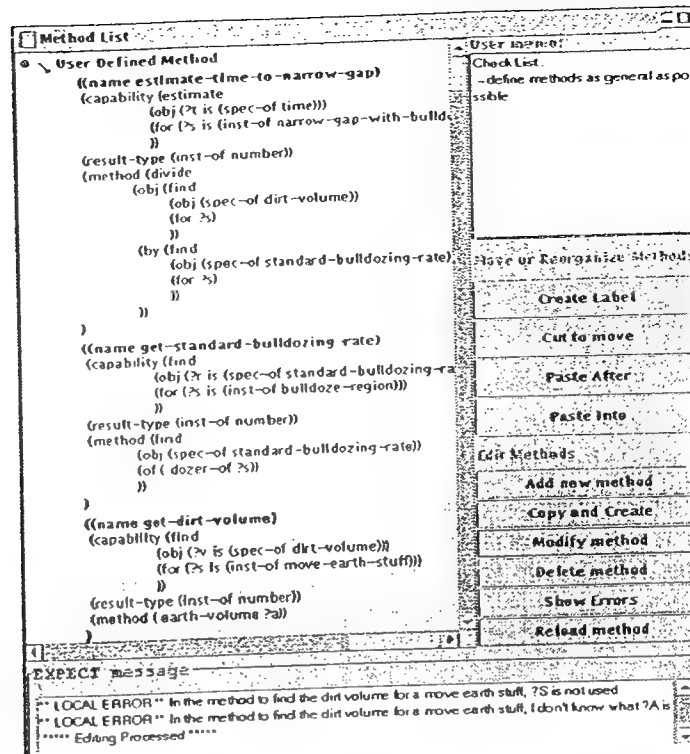 Method List
User Defined Method
((name estimate-time-to-narrow-gap)
(capability (estimate
(obj (?t is (spec-of time)))
(for (?s is (inst-of narrow-gap-with-bulld
))
(result-type (inst-of number))
(method (divide
(obj (find
(obj (spec-of dirt-volume))
(for ?s)
))
(by (find
(obj (spec-of standard-bulldozing-rate)
(for ?s)
))
))
)
((name get-standard-bulldozing-rate)
(capability (find
(obj (?r is (spec-of standard-bulldozing-ra
(for (?s is (inst-of bulldoze-region)))
))
(result-type (inst-of number))
(method (find
(obj (spec-of standard-bulldozing-rate))
(of ( dozer-of ?s))
))
)
((name get-dirt-volume)
(capability (find
(obj (?v is (spec-of dirt-volume)))
(for (?s is (inst-of move-earth-stuff)))
))
(result-type (inst-of number))
(method ( earth-volume ?a))
)
User memo:
Check List.
-define methods as general as po
ssible
Move or Reorganize Methods
Create Label
Cut to move
Paste After
Paste Into
Edit Methods
Add new method
Copy and Create
Modify method
Delete method
Show Errors
Reload method
EXPECT message
** LOCAL ERROR ** In the method to find the dirt volume for a move earth stuff, ?S is not used
** LOCAL ERROR ** In the method to find the dirt volume for a move earth stuff, I don't know what ?A is
***** Editing Processed *****